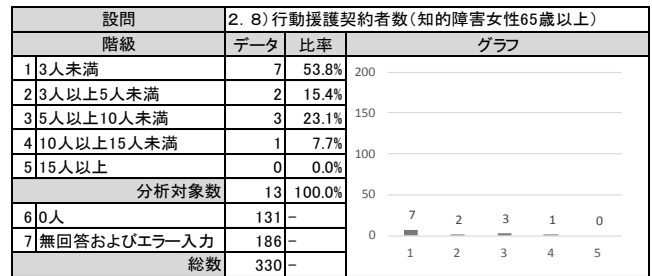 設問 2．8）行動援護契約者数（知的障害女性65歳以上）
階級 データ 比率 グラフ
1 3人未満 7 53.8%
2 3人以上5人未満 2 15.4%
3 5人以上10人未満 3 23.1%
4 10人以上15人未満 1 7.7%
5 15人以上 0 0.0%
分析対象数 13 100.0%
6 0人 131 −
7 無回答およびエラー入力 186 −
総数 330 −
200
150
100
50
0
7 2 3 1 0
1 2 3 4 5